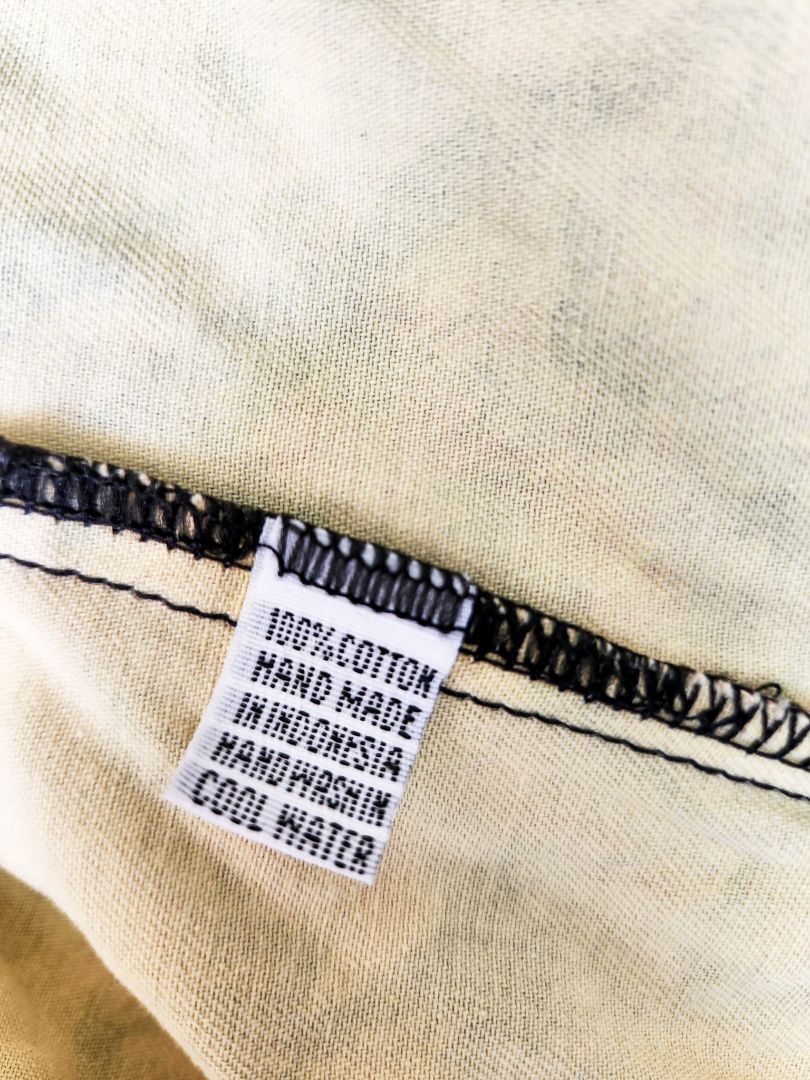 100% COTTON
HAND MADE
IN INDONESIA
HAND WASH IN
COOL WATER